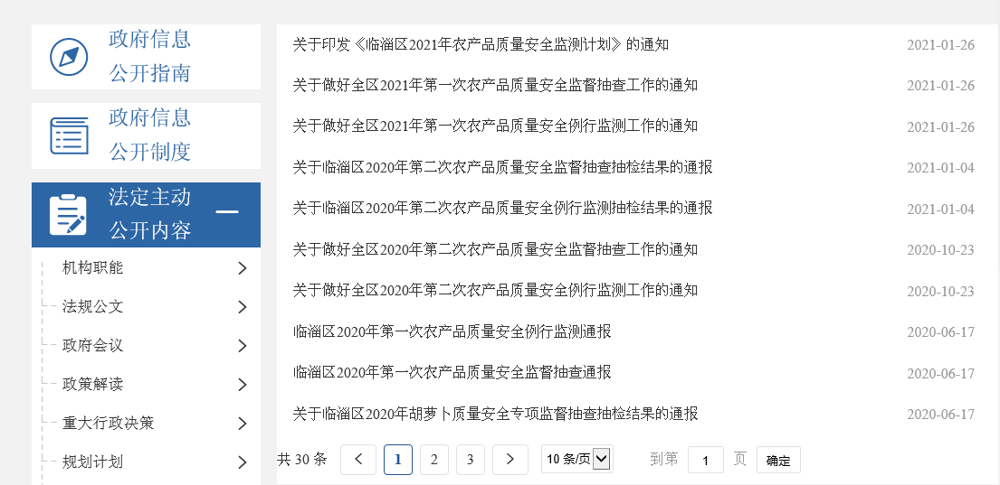 政府信息
公开指南
政府信息
公开制度
法定主动
公开内容
机构职能
法规公文
政府会议
政策解读
重大行政决策
规划计划
关于印发《临淄区2021年农产品质量安全监测计划》的通知 2021-01-26
关于做好全区2021年第一次农产品质量安全监督抽查工作的通知 2021-01-26
关于做好全区2021年第一次农产品质量安全例行监测工作的通知 2021-01-26
关于临淄区2020年第二次农产品质量安全监督抽查抽检结果的通报 2021-01-04
关于临淄区2020年第二次农产品质量安全例行监测抽检结果的通报 2021-01-04
关于做好全区2020年第二次农产品质量安全监督抽查工作的通知 2020-10-23
关于做好全区2020年第二次农产品质量安全例行监测工作的通知 2020-10-23
临淄区2020年第一次农产品质量安全例行监测通报 2020-06-17
临淄区2020年第一次农产品质量安全监督抽查通报 2020-06-17
关于临淄区2020年胡萝卜质量安全专项监督抽查抽检结果的通报 2020-06-17
共 30 条 1 2 3 10 条/页 到第 1 页 确定